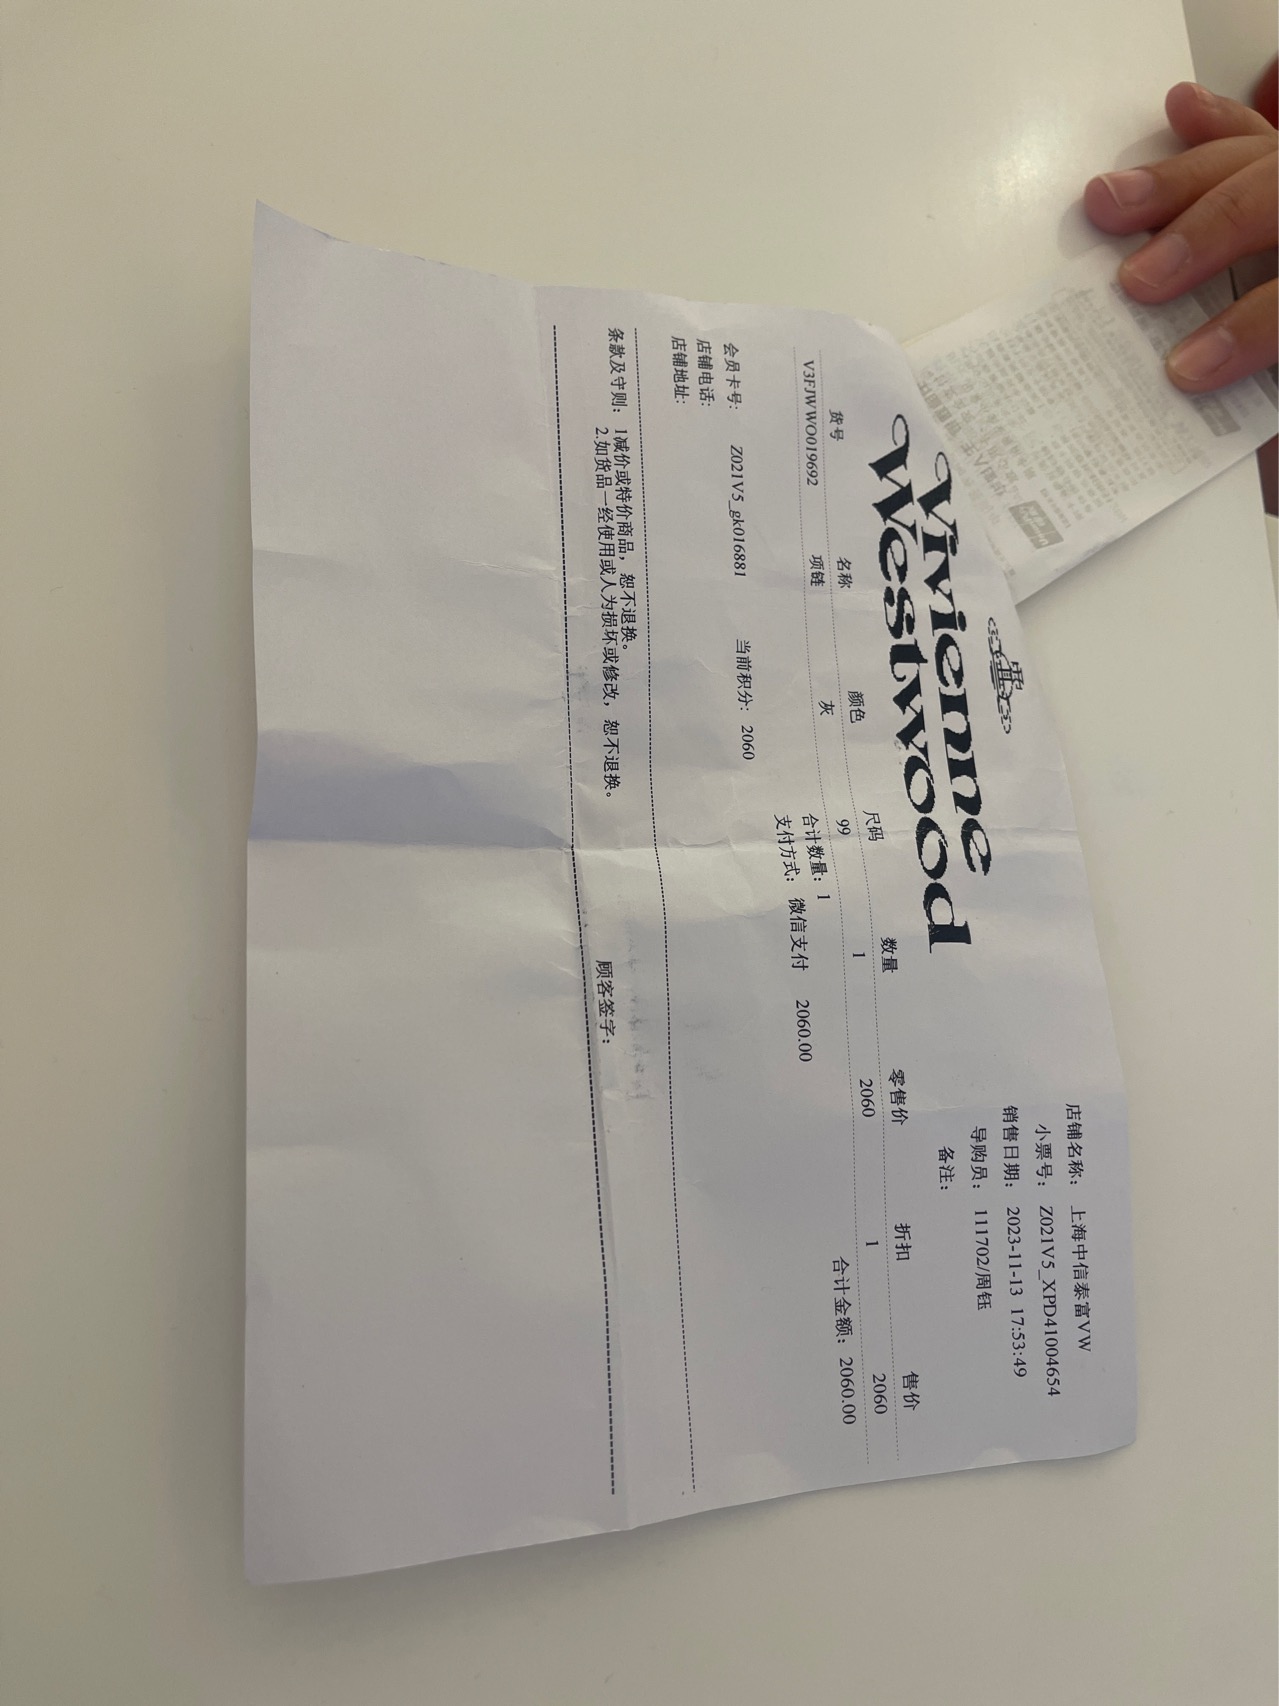 Vivienne
Westwood
店铺名称： 上海中信泰富VW
小票号： Z021V5_XPD41004654
销售日期： 2023-11-13 17:53:49
导购员： 111702/周钰
备注：
货号 名称 颜色 尺码 数量 零售价 折扣 售价
V3FJWWO019692 项链 灰 99 1 2060 1 2060
合计数量：1 合计金额：2060.00
支付方式： 微信支付 2060.00
会员卡号： Z021V5_gk016881 当前积分： 2060
店铺电话：
店铺地址：
条款及守则： 1减价或特价商品，恕不退换。
2.如货品一经使用或人为损坏或修改，恕不退换。
顾客签字：